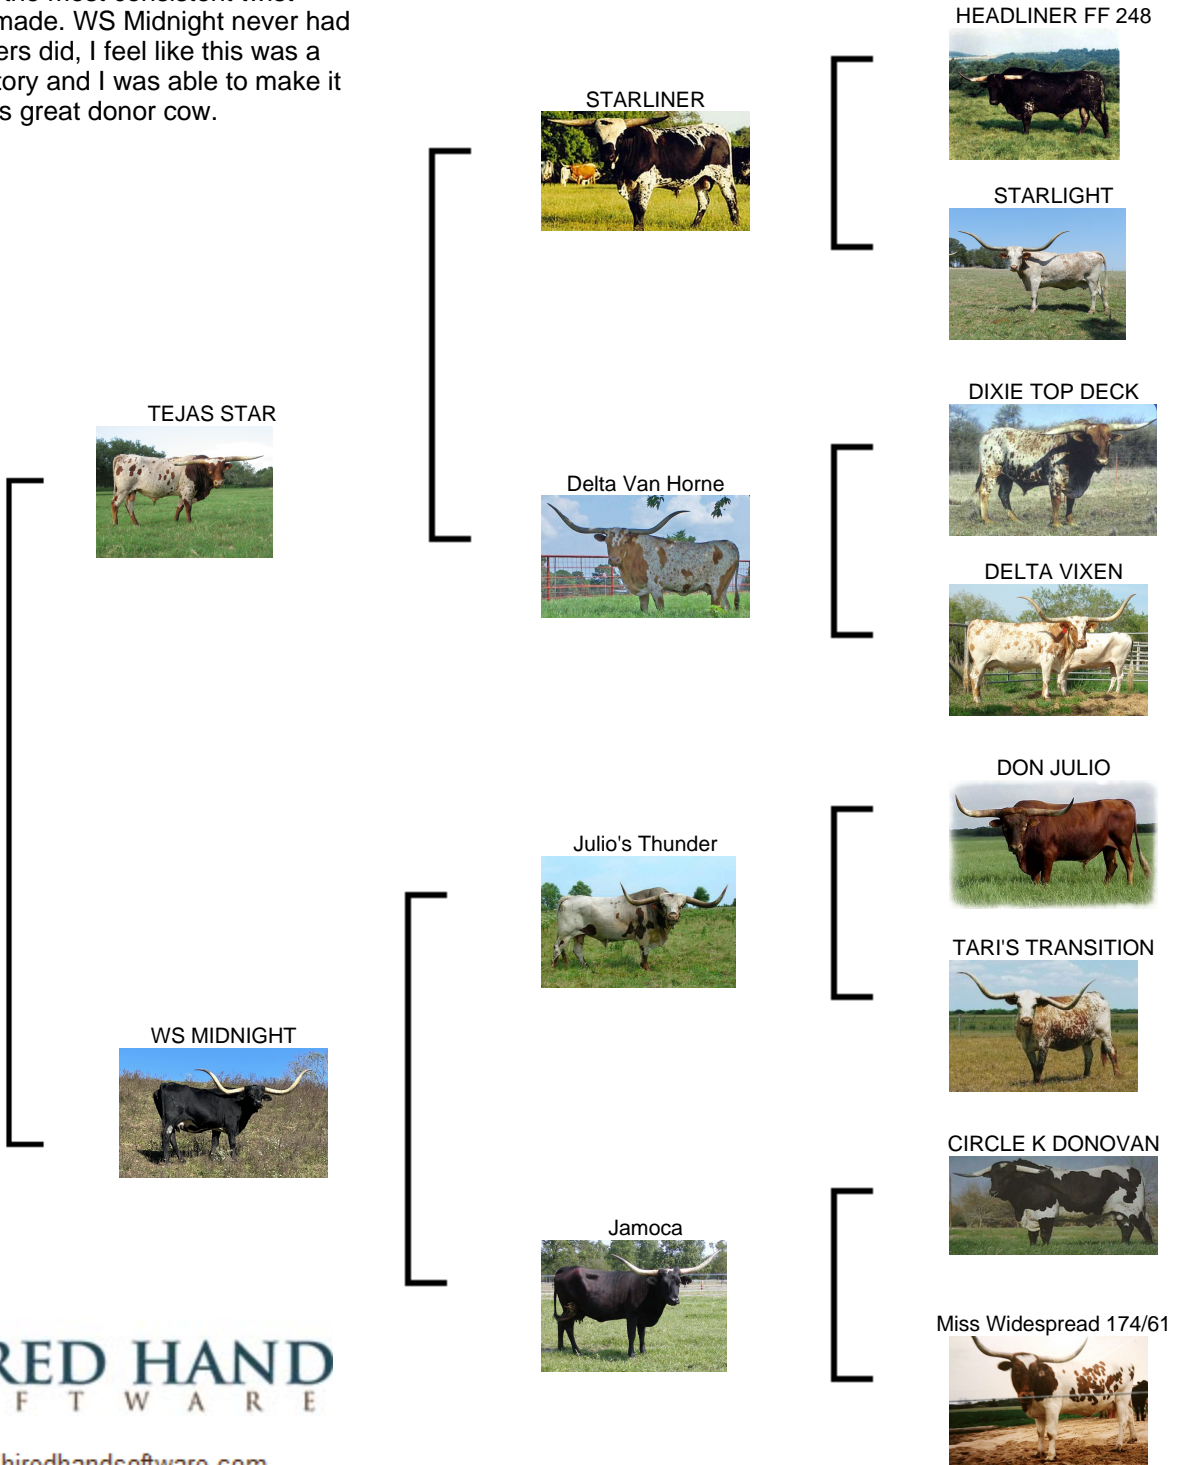 made. WS Midnight never had
ers did, I feel like this was a
tory and I was able to make it
s great donor cow.
HEADLINER FF 248
STARLINER
STARLIGHT
DIXIE TOP DECK
TEJAS STAR
Delta Van Horne
DELTA VIXEN
DON JULIO
Julio's Thunder
TARI'S TRANSITION
WS MIDNIGHT
CIRCLE K DONOVAN
Jamoca
Miss Widespread 174/61
RED HAND
F T W A R E
hiredhandsoftware.com